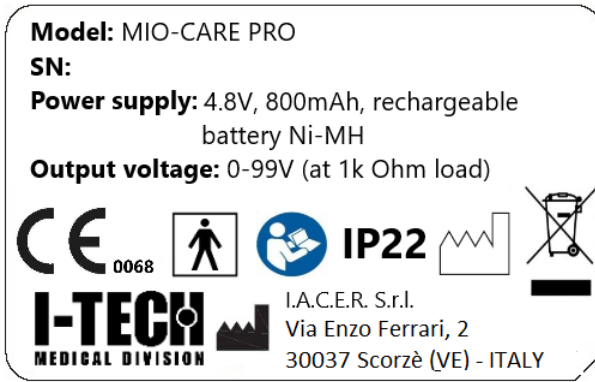 Model: MIO-CARE PRO
SN:
Power supply: 4.8V, 800mAh, rechargeable
battery Ni-MH
Output voltage: 0-99V (at 1k Ohm load)
CE 0068 IP22
I-TECH
MEDICAL DIVISION
I.A.C.E.R. S.r.l.
Via Enzo Ferrari, 2
30037 Scorzè (VE) - ITALY